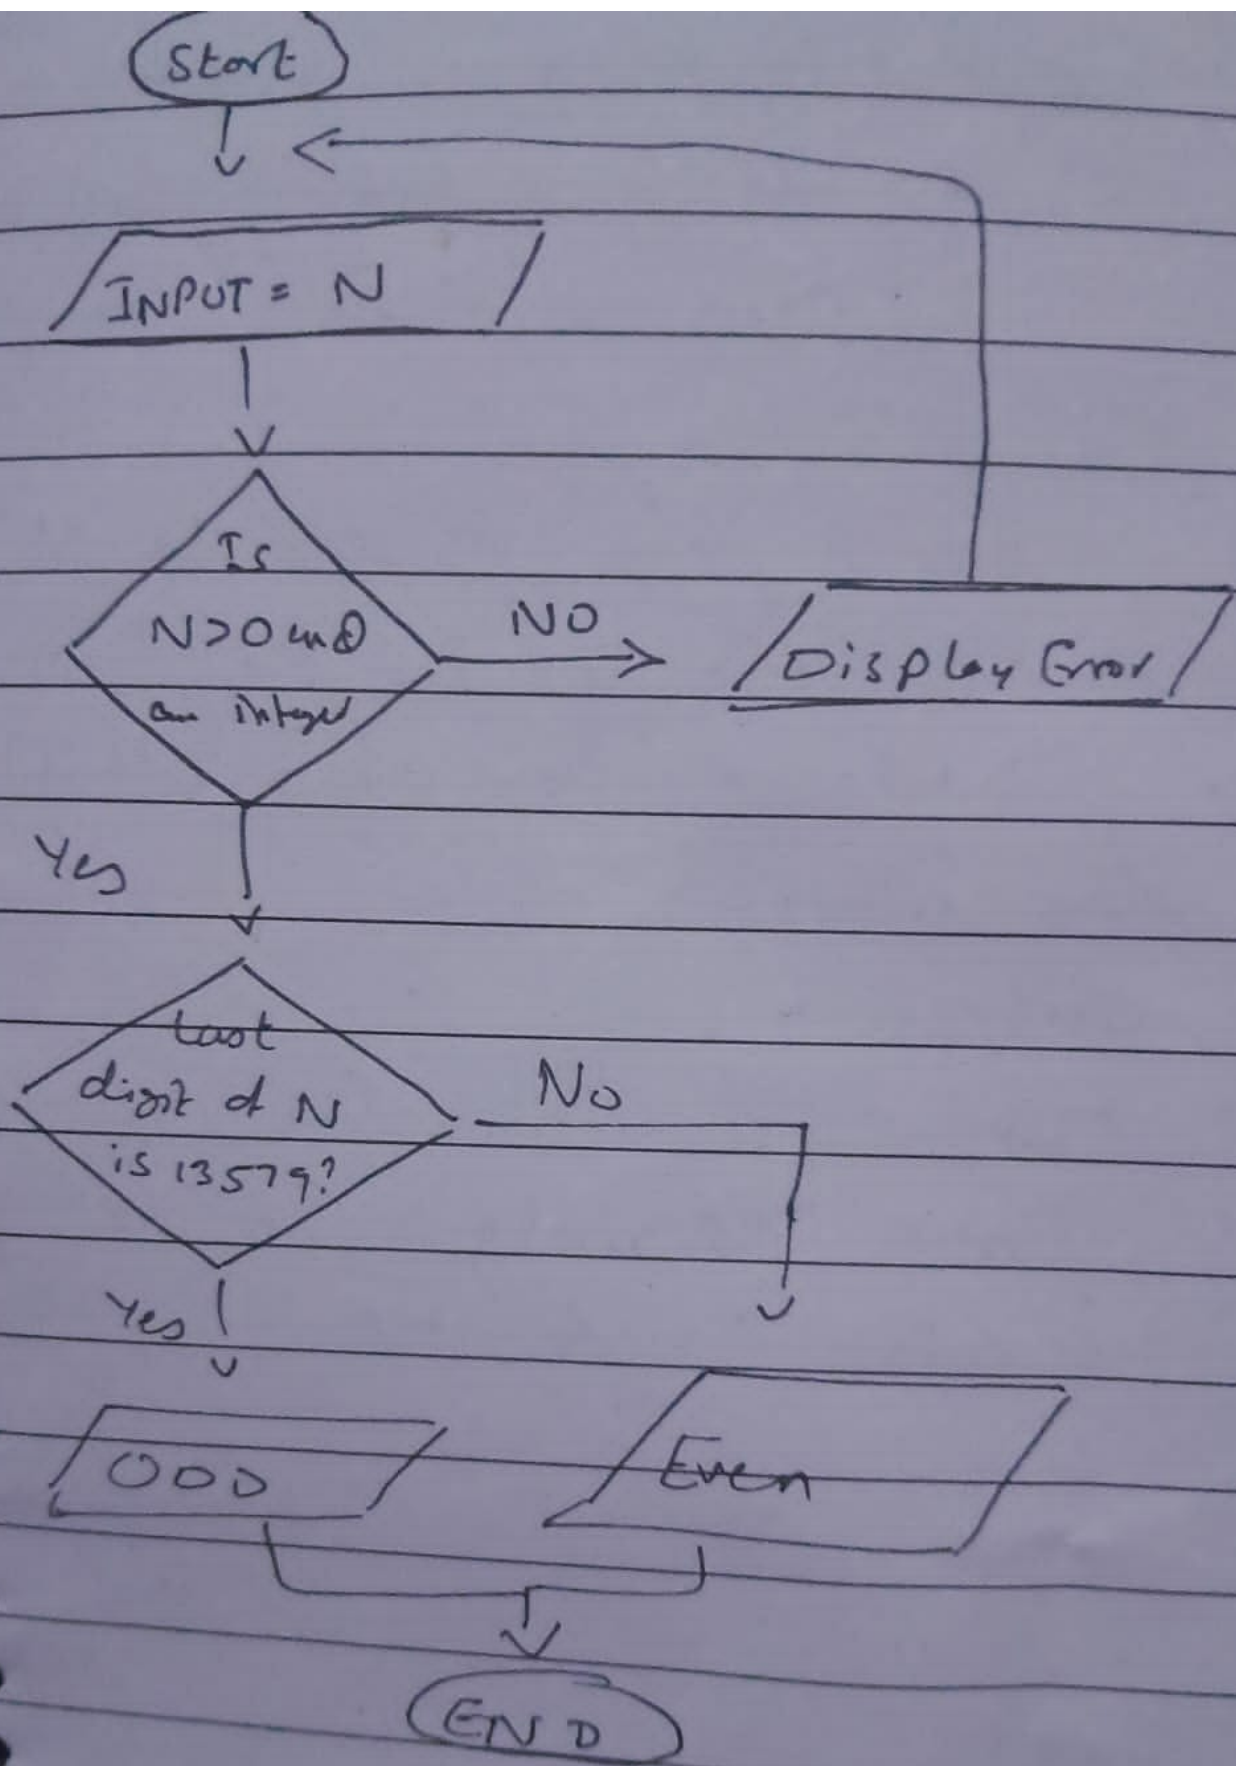 Start
INPUT = N
Is
N>0 and
an integer
NO
Display Error
Yes
Last
digit of N
is 13579?
No
Yes
ODD
Even
END